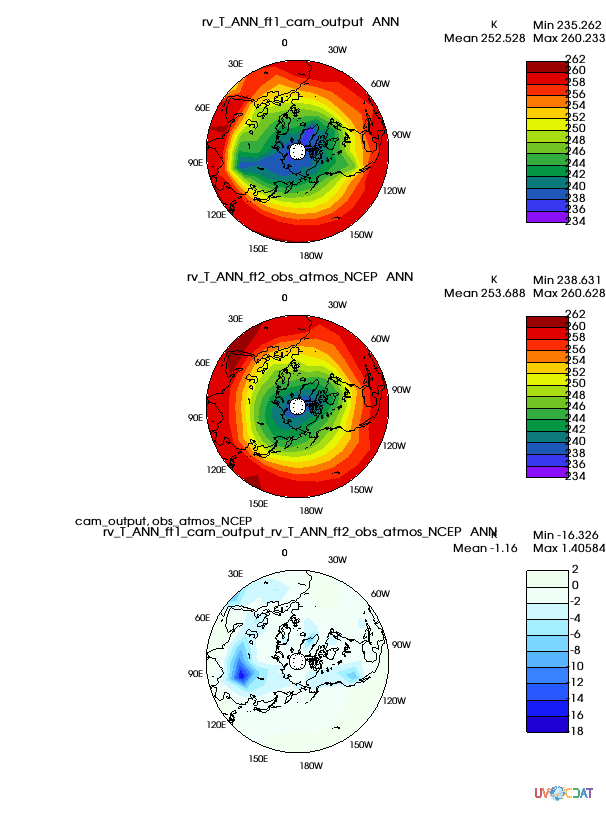 rv_T_ANN_ft1_cam_output ANN
K Min 235.262
Mean 252.528 Max 260.233
0
30E 30W
60E 60W
90E 90W
120E 120W
150E 150W
180W
262
260
258
256
254
252
250
248
246
244
242
240
238
236
234
rv_T_ANN_ft2_obs_atmos_NCEP ANN
K Min 238.631
Mean 253.688 Max 260.628
0
30E 30W
60E 60W
90E 90W
120E 120W
150E 150W
180W
262
260
258
256
254
252
250
248
246
244
242
240
238
236
234
cam_output, obs_atmos_NCEP
rv_T_ANN_ft1_cam_output_rv_T_ANN_ft2_obs_atmos_NCEP ANN
K Min -16.326
Mean -1.16 Max 1.40584
0
30E 30W
60E 60W
90E 90W
120E 120W
150E 150W
180W
2
0
-2
-4
-6
-8
-10
-12
-14
-16
-18
UV CDAT